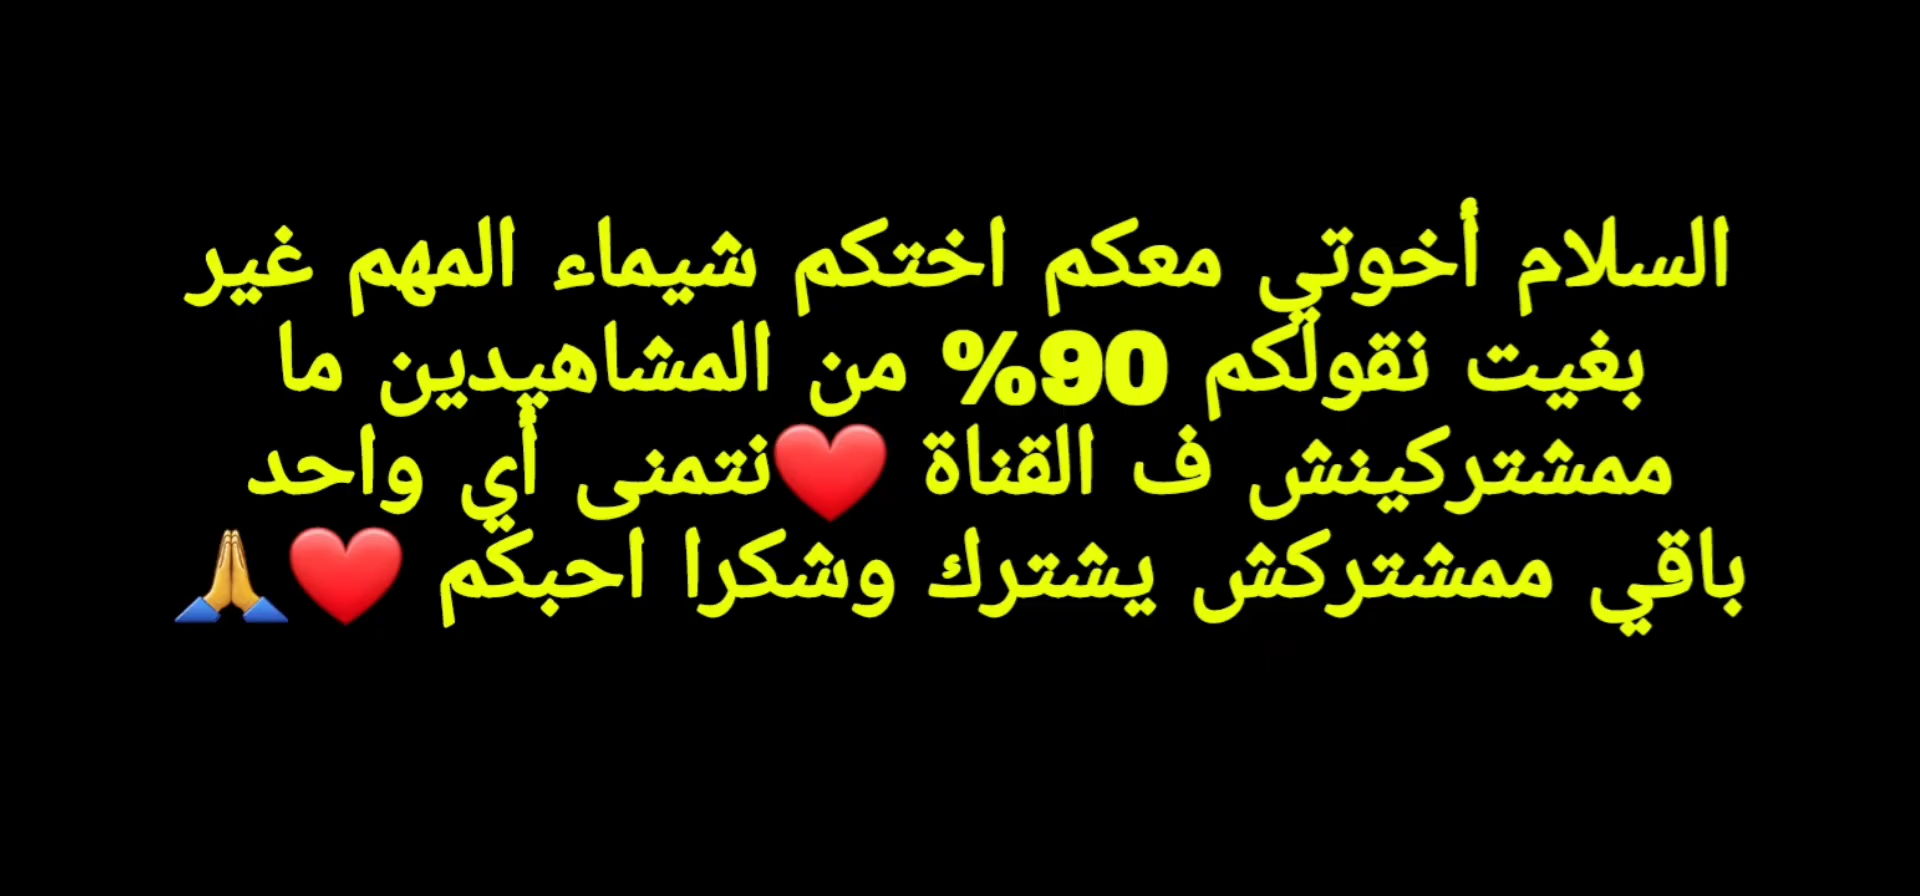 السلام أخوتي معكم اختكم شيماء المهم غير
بغيت نقولكم 90% من المشاهيدين ما
ممشتركينش ف القناة ❤️نتمنى أي واحد
باقي ممشتركش يشترك وشكرا احبكم ❤️🙏